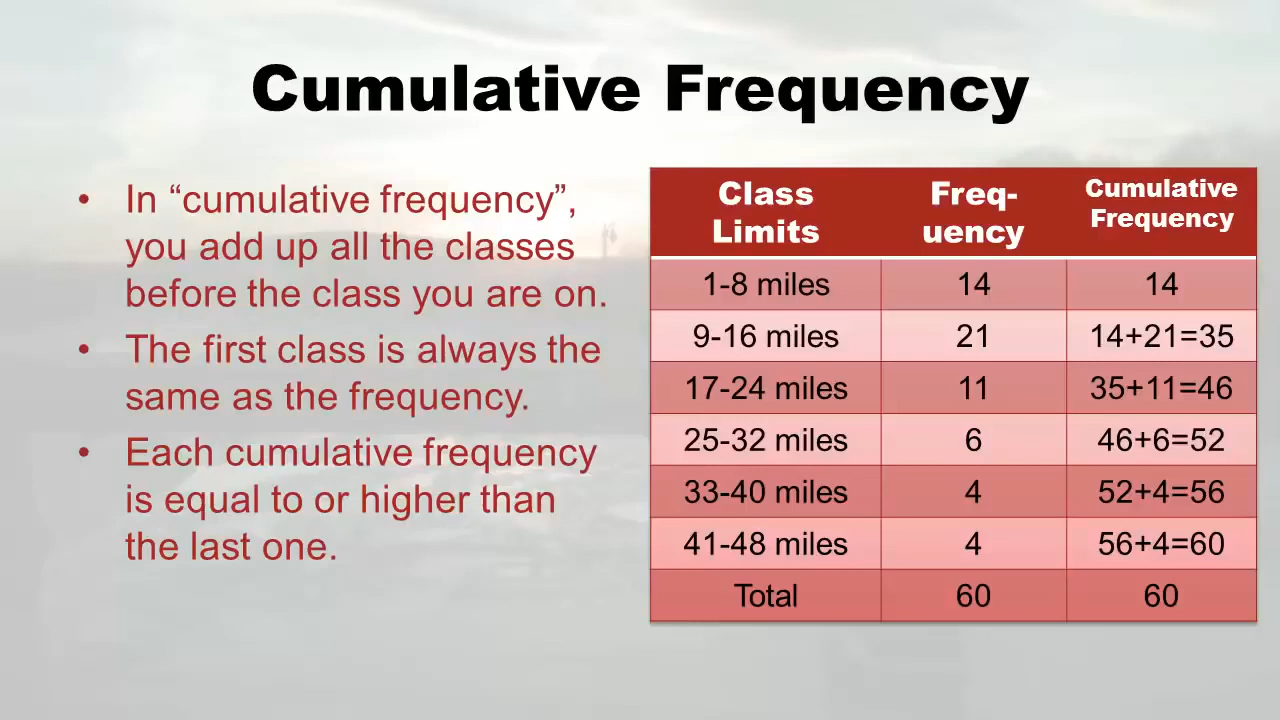 Cumulative Frequency
• In “cumulative frequency”,
you add up all the classes
before the class you are on.
• The first class is always the
same as the frequency.
• Each cumulative frequency
is equal to or higher than
the last one.
Class Limits Freq-uency Cumulative Frequency
1-8 miles 14 14
9-16 miles 21 14+21=35
17-24 miles 11 35+11=46
25-32 miles 6 46+6=52
33-40 miles 4 52+4=56
41-48 miles 4 56+4=60
Total 60 60